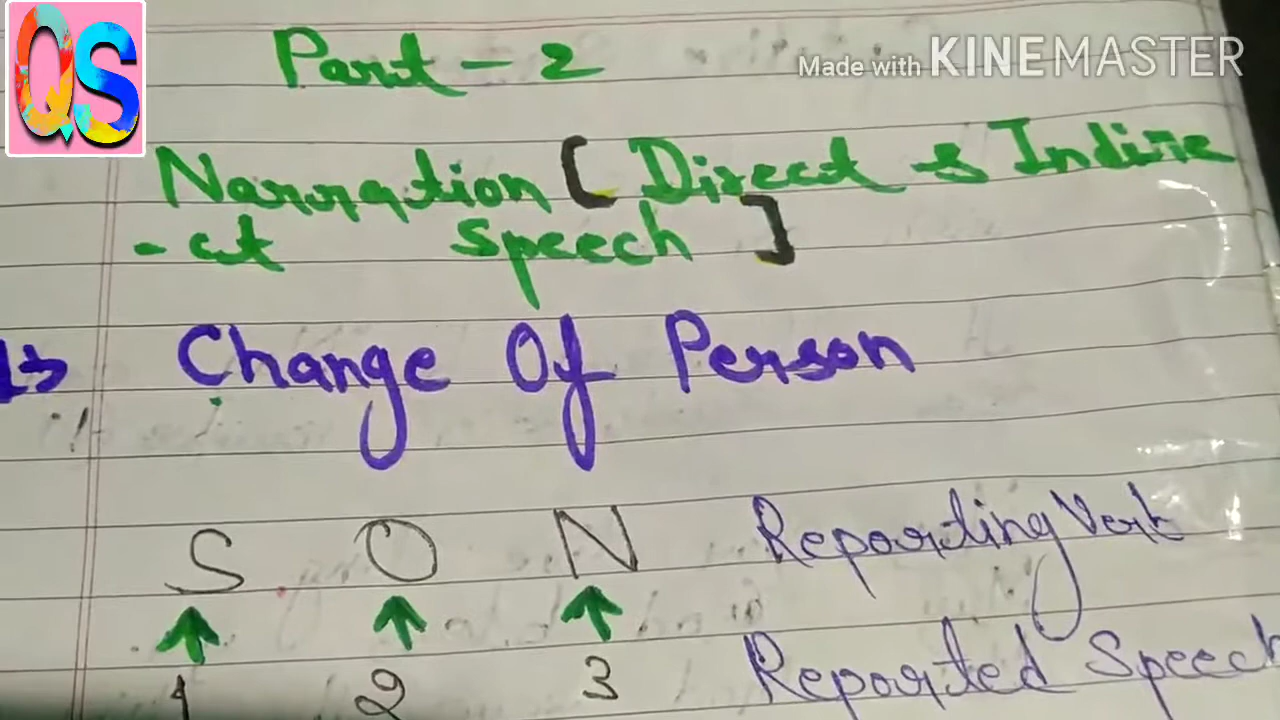 QS
Made with KINEMASTER
Part - 2
Narration [ Direct & Indire
- ct speech ]
1⇒ Change Of Person
S O N Reporting Verb
1 2 3 Reported Speech